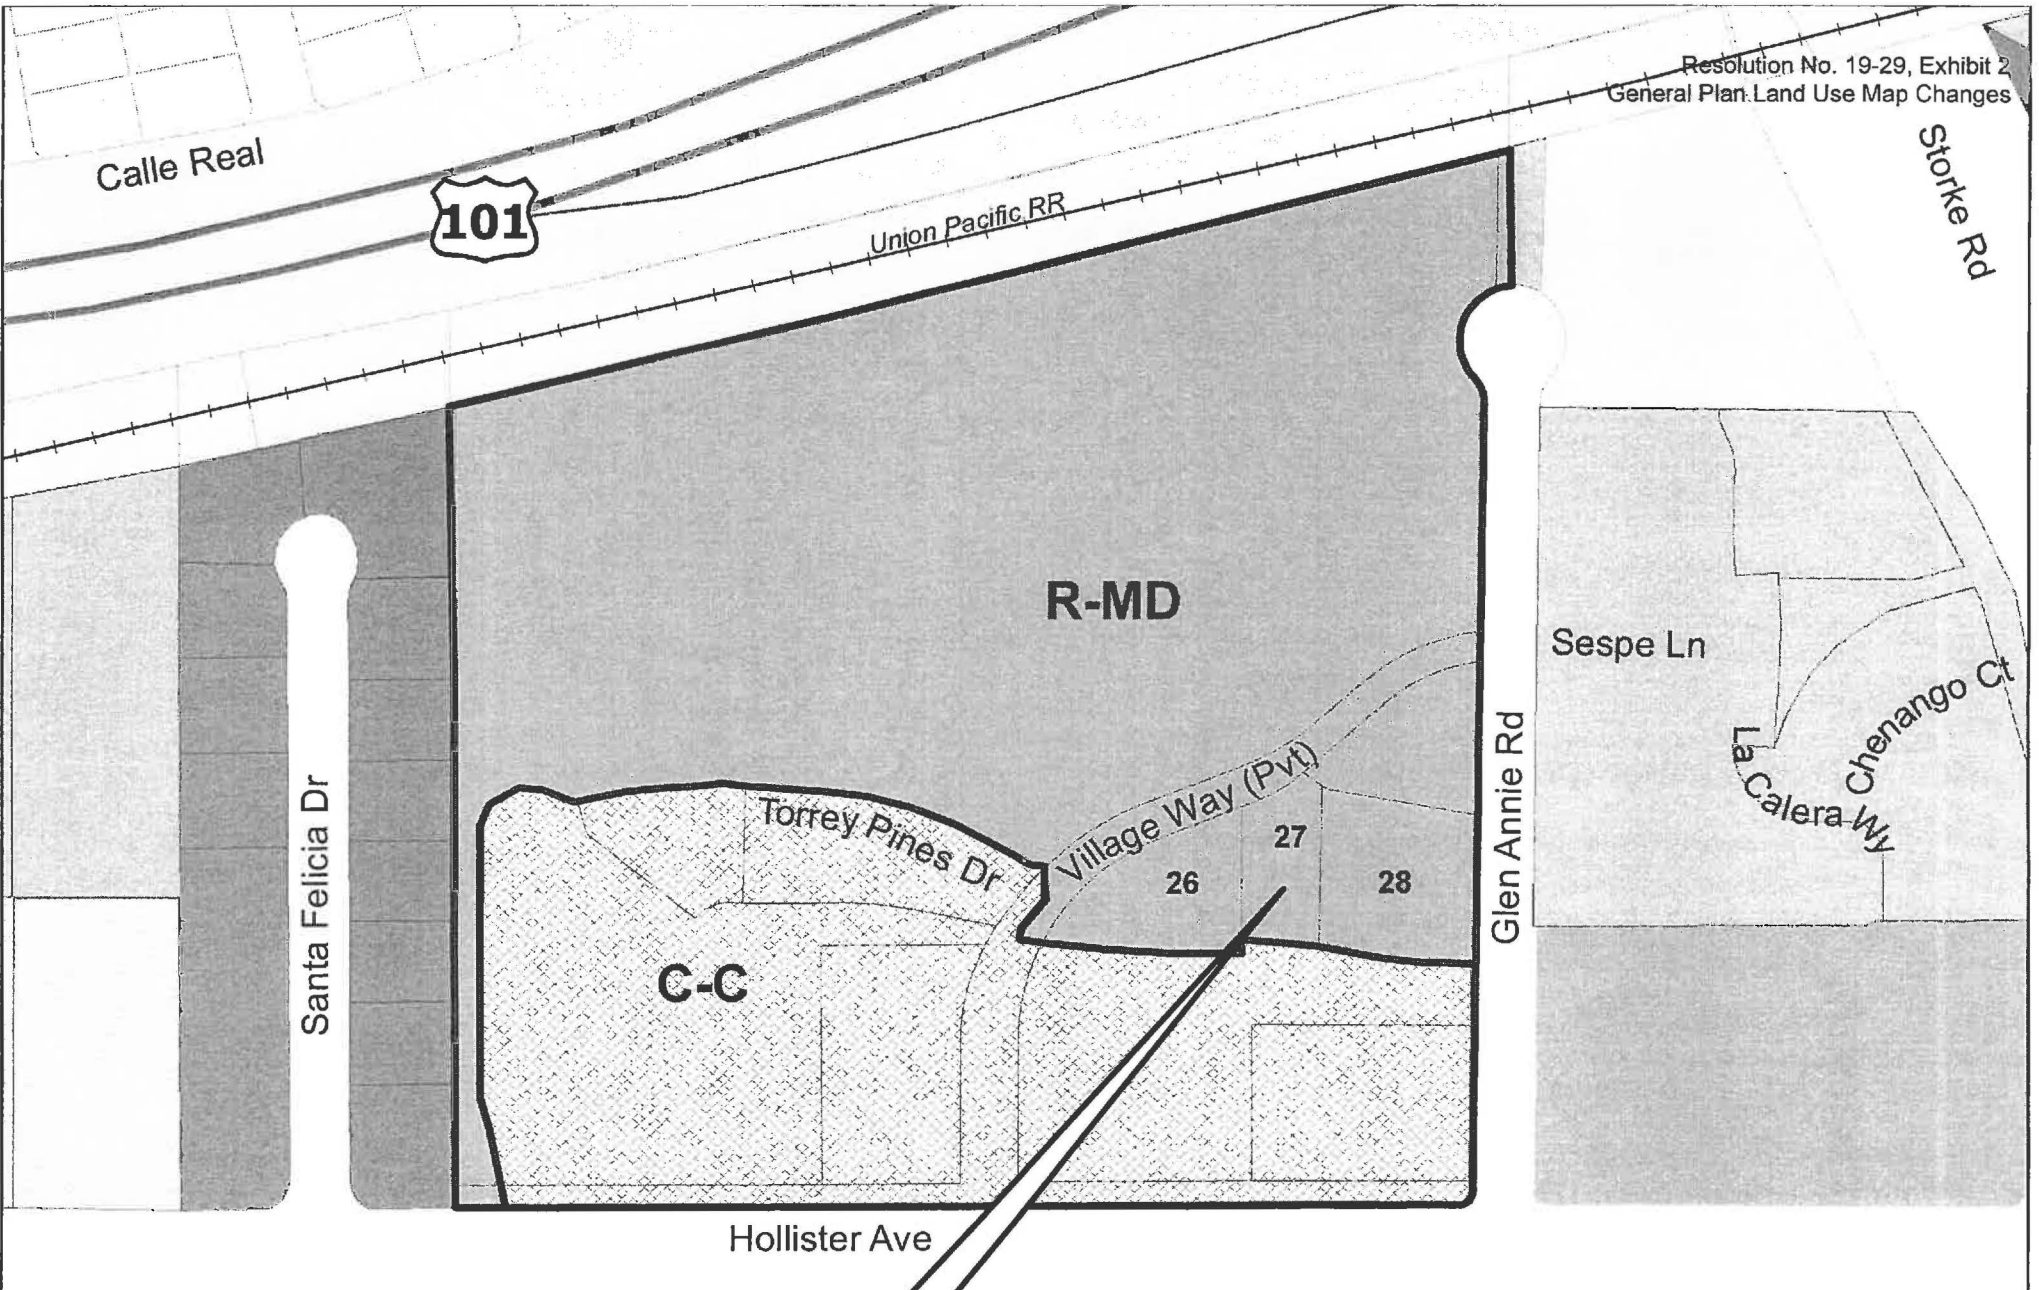 Resolution No. 19-29, Exhibit 2
General Plan Land Use Map Changes
Calle Real
101
Union Pacific RR
Storke Rd
R-MD
Sespe Ln
Chenango Ct
La Calera Wy
Village Way (Pvt)
Torrey Pines Dr
27
26
28
Glen Annie Rd
Santa Felicia Dr
C-C
Hollister Ave